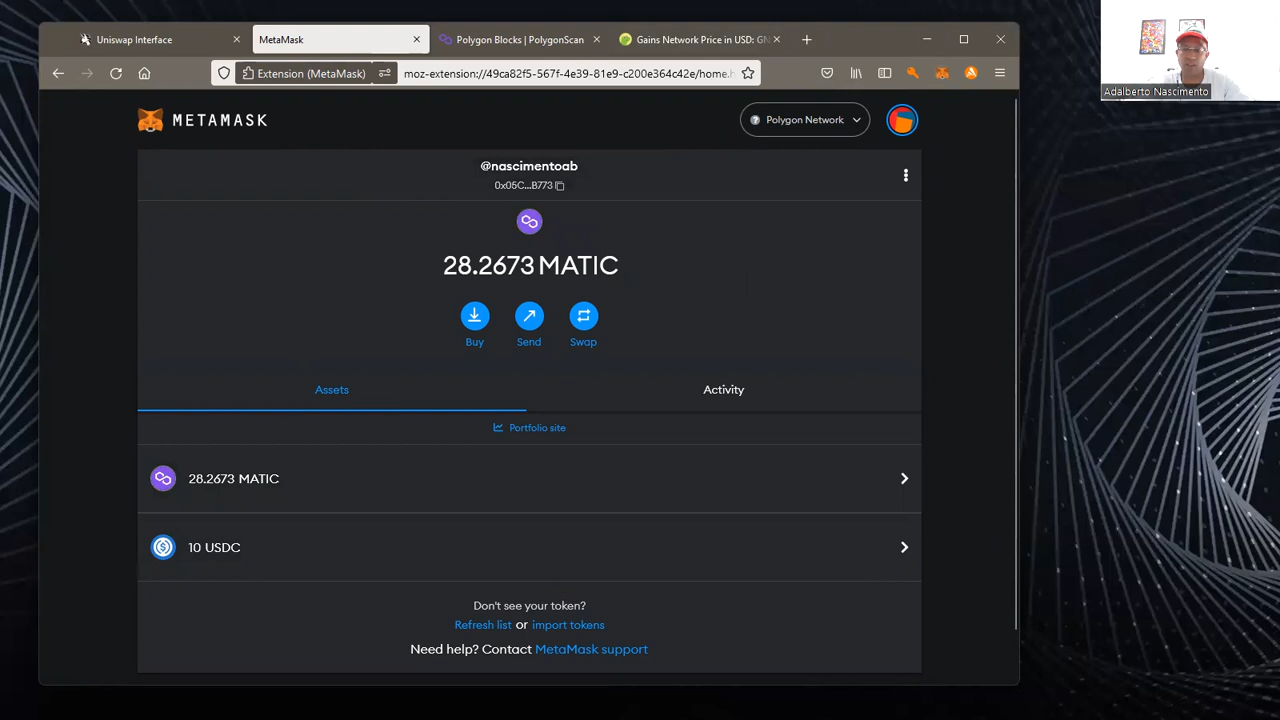 Uniswap Interface
MetaMask
Polygon Blocks | PolygonScan
Gains Network Price in USD: GN
Extension (MetaMask)
moz-extension://49ca82f5-567f-4e39-81e9-c200e364c42e/home.h
Adalberto Nascimento
METAMASK
Polygon Network
@nascimentoab
0x05C...B773
28.2673 MATIC
Buy
Send
Swap
Assets
Activity
Portfolio site
28.2673 MATIC
10 USDC
Don't see your token?
Refresh list or import tokens
Need help? Contact MetaMask support